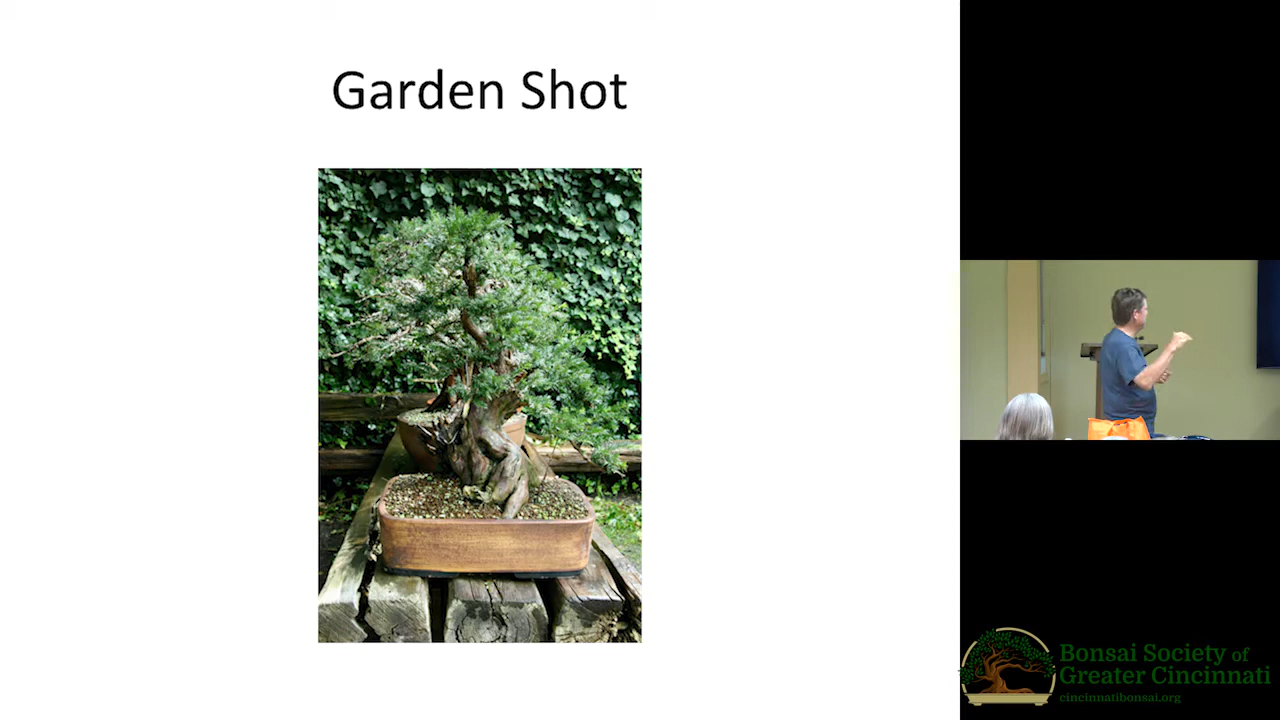 Garden Shot
Bonsai Society of
Greater Cincinnati
cincinnatibonsai.org